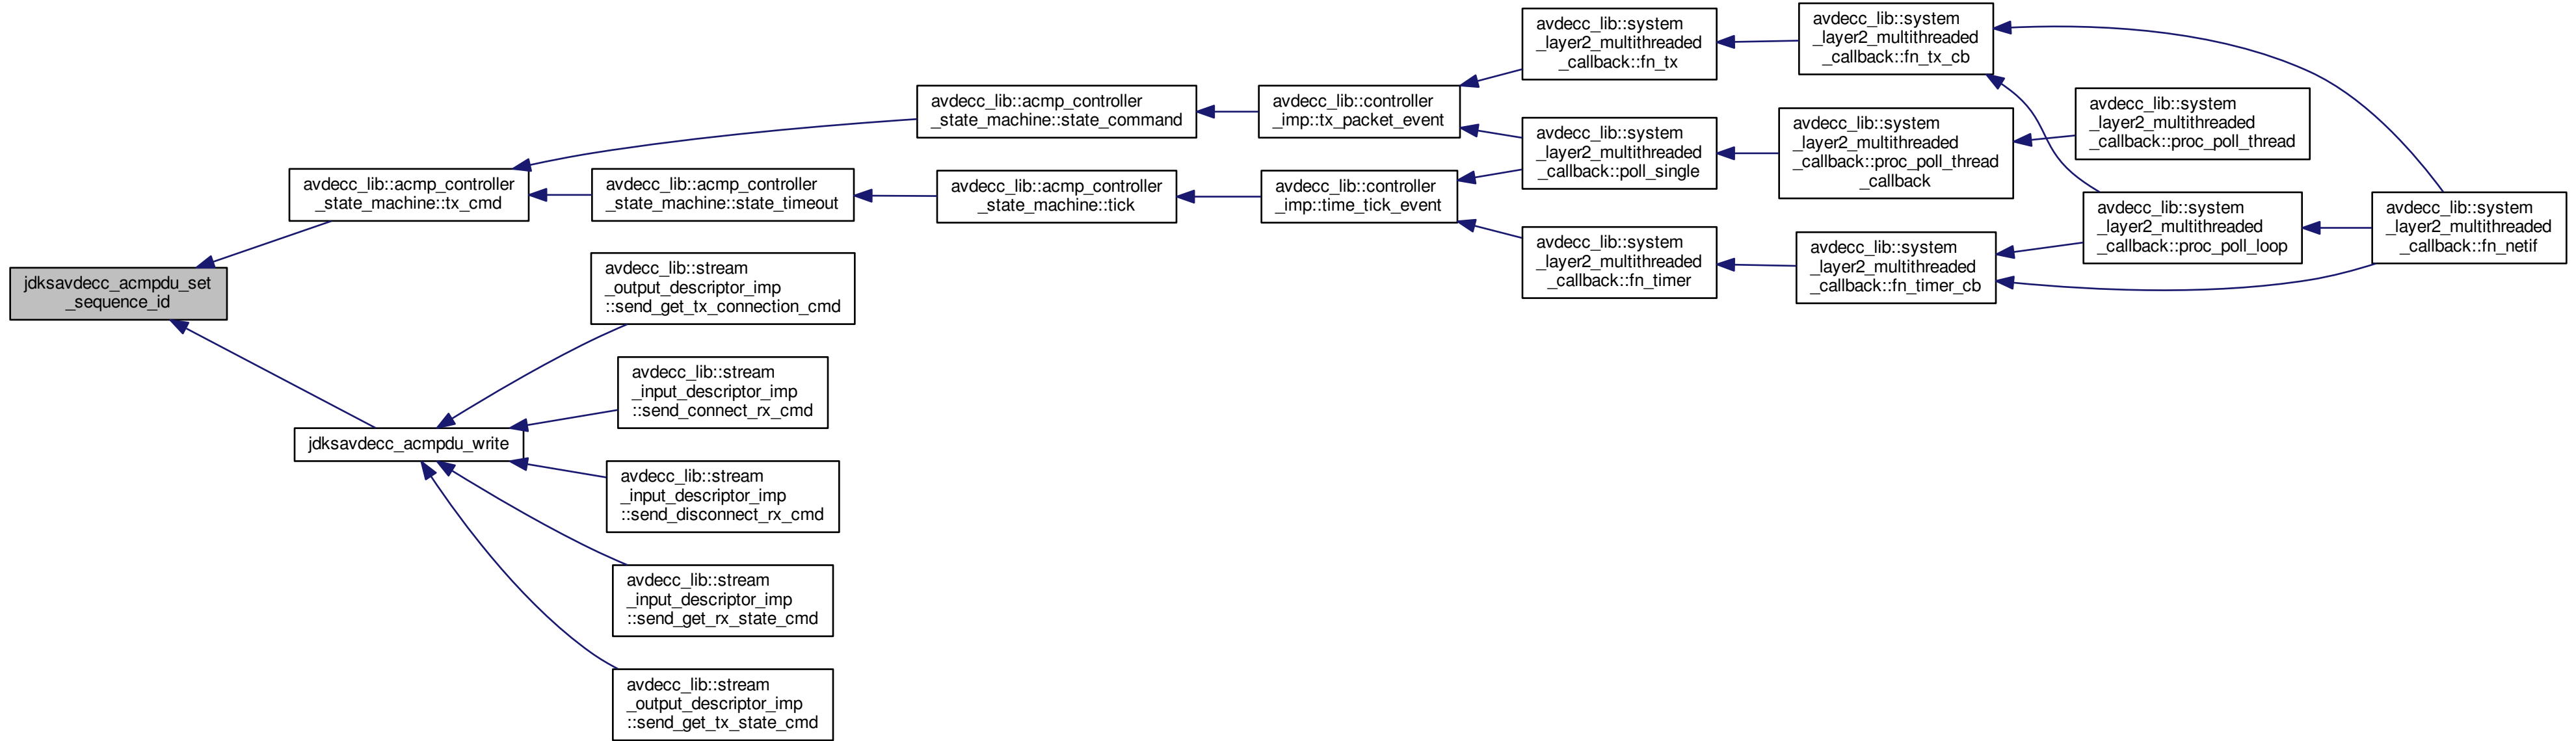 jdksavdecc_acmpdu_set
_sequence_id
avdecc_lib::acmp_controller
_state_machine::tx_cmd
avdecc_lib::acmp_controller
_state_machine::state_command
avdecc_lib::controller
_imp::tx_packet_event
avdecc_lib::system
_layer2_multithreaded
_callback::fn_tx
avdecc_lib::system
_layer2_multithreaded
_callback::fn_tx_cb
avdecc_lib::system
_layer2_multithreaded
_callback::poll_single
avdecc_lib::system
_layer2_multithreaded
_callback::proc_poll_thread
_callback
avdecc_lib::system
_layer2_multithreaded
_callback::proc_poll_thread
avdecc_lib::acmp_controller
_state_machine::state_timeout
avdecc_lib::acmp_controller
_state_machine::tick
avdecc_lib::controller
_imp::time_tick_event
avdecc_lib::system
_layer2_multithreaded
_callback::fn_timer
avdecc_lib::system
_layer2_multithreaded
_callback::fn_timer_cb
avdecc_lib::system
_layer2_multithreaded
_callback::proc_poll_loop
avdecc_lib::system
_layer2_multithreaded
_callback::fn_netif
jdksavdecc_acmpdu_write
avdecc_lib::stream
_output_descriptor_imp
::send_get_tx_connection_cmd
avdecc_lib::stream
_input_descriptor_imp
::send_connect_rx_cmd
avdecc_lib::stream
_input_descriptor_imp
::send_disconnect_rx_cmd
avdecc_lib::stream
_input_descriptor_imp
::send_get_rx_state_cmd
avdecc_lib::stream
_output_descriptor_imp
::send_get_tx_state_cmd